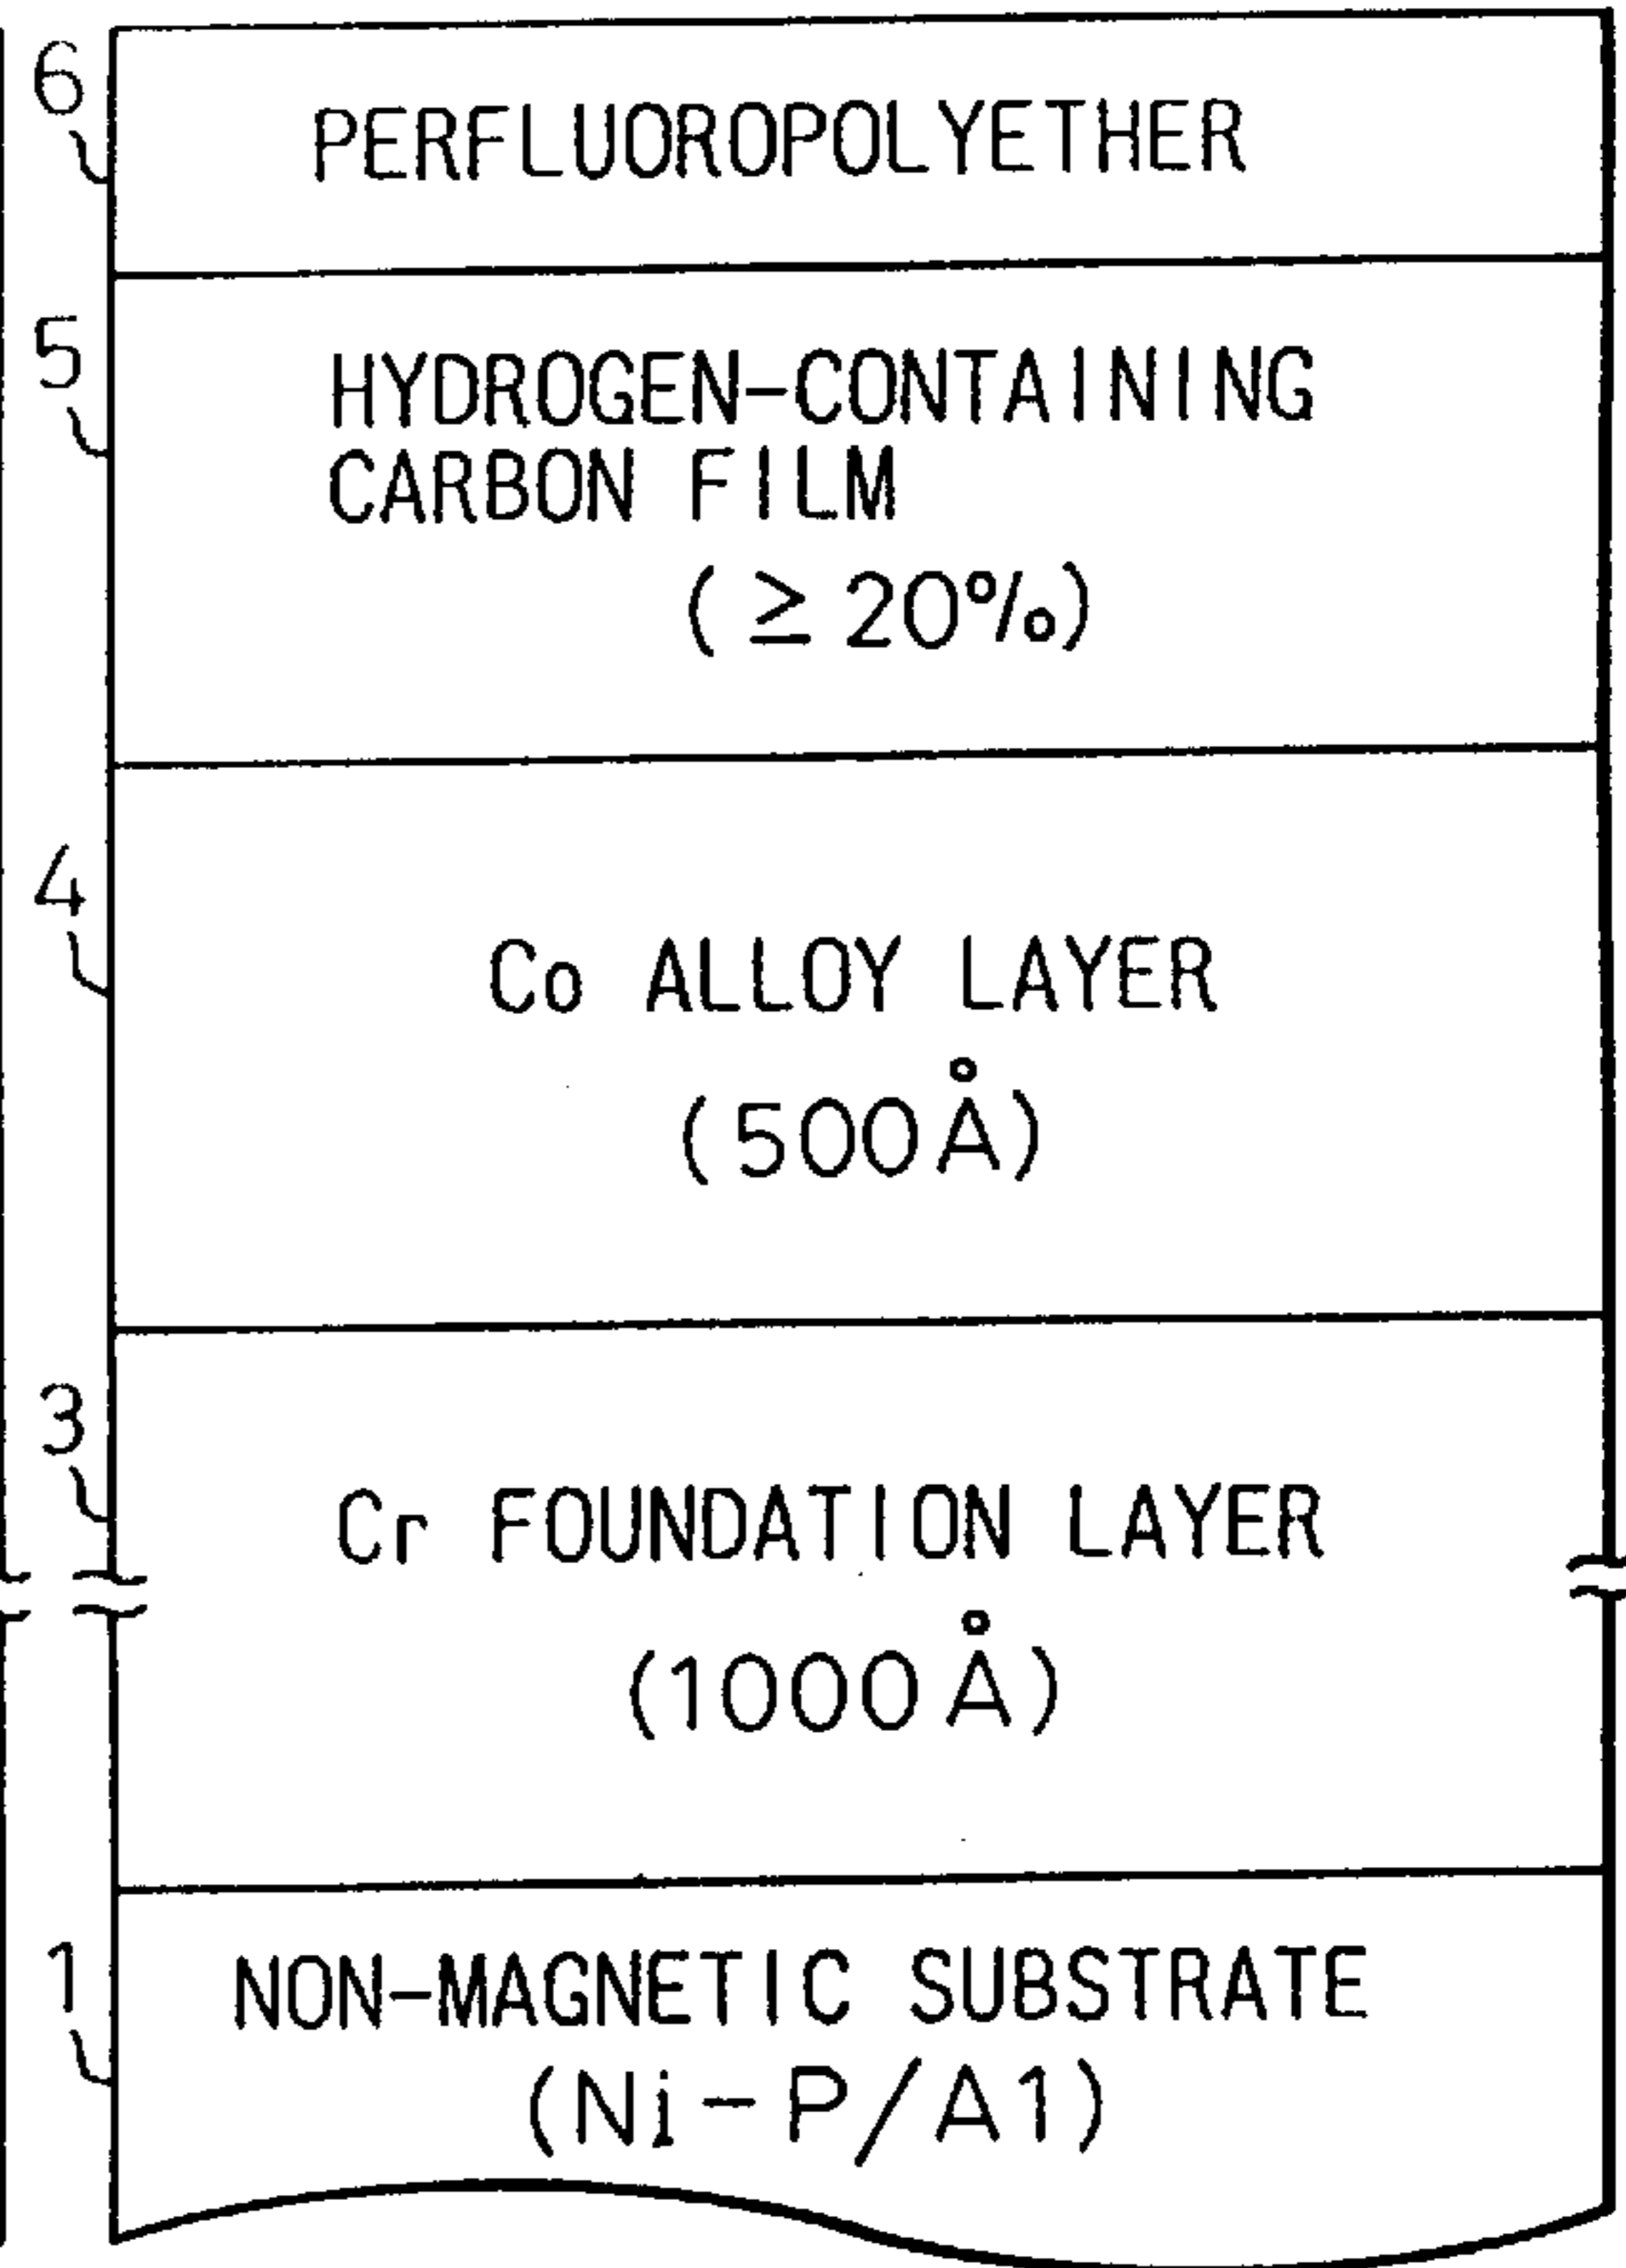 6
PERFLUOROPOLYETHER
5
HYDROGEN-CONTAINING
CARBON FILM
(≥20%)
4
Co ALLOY LAYER
(500Å)
3
Cr FOUNDATION LAYER
(1000Å)
1
NON-MAGNETIC SUBSTRATE
(Ni-P/A1)